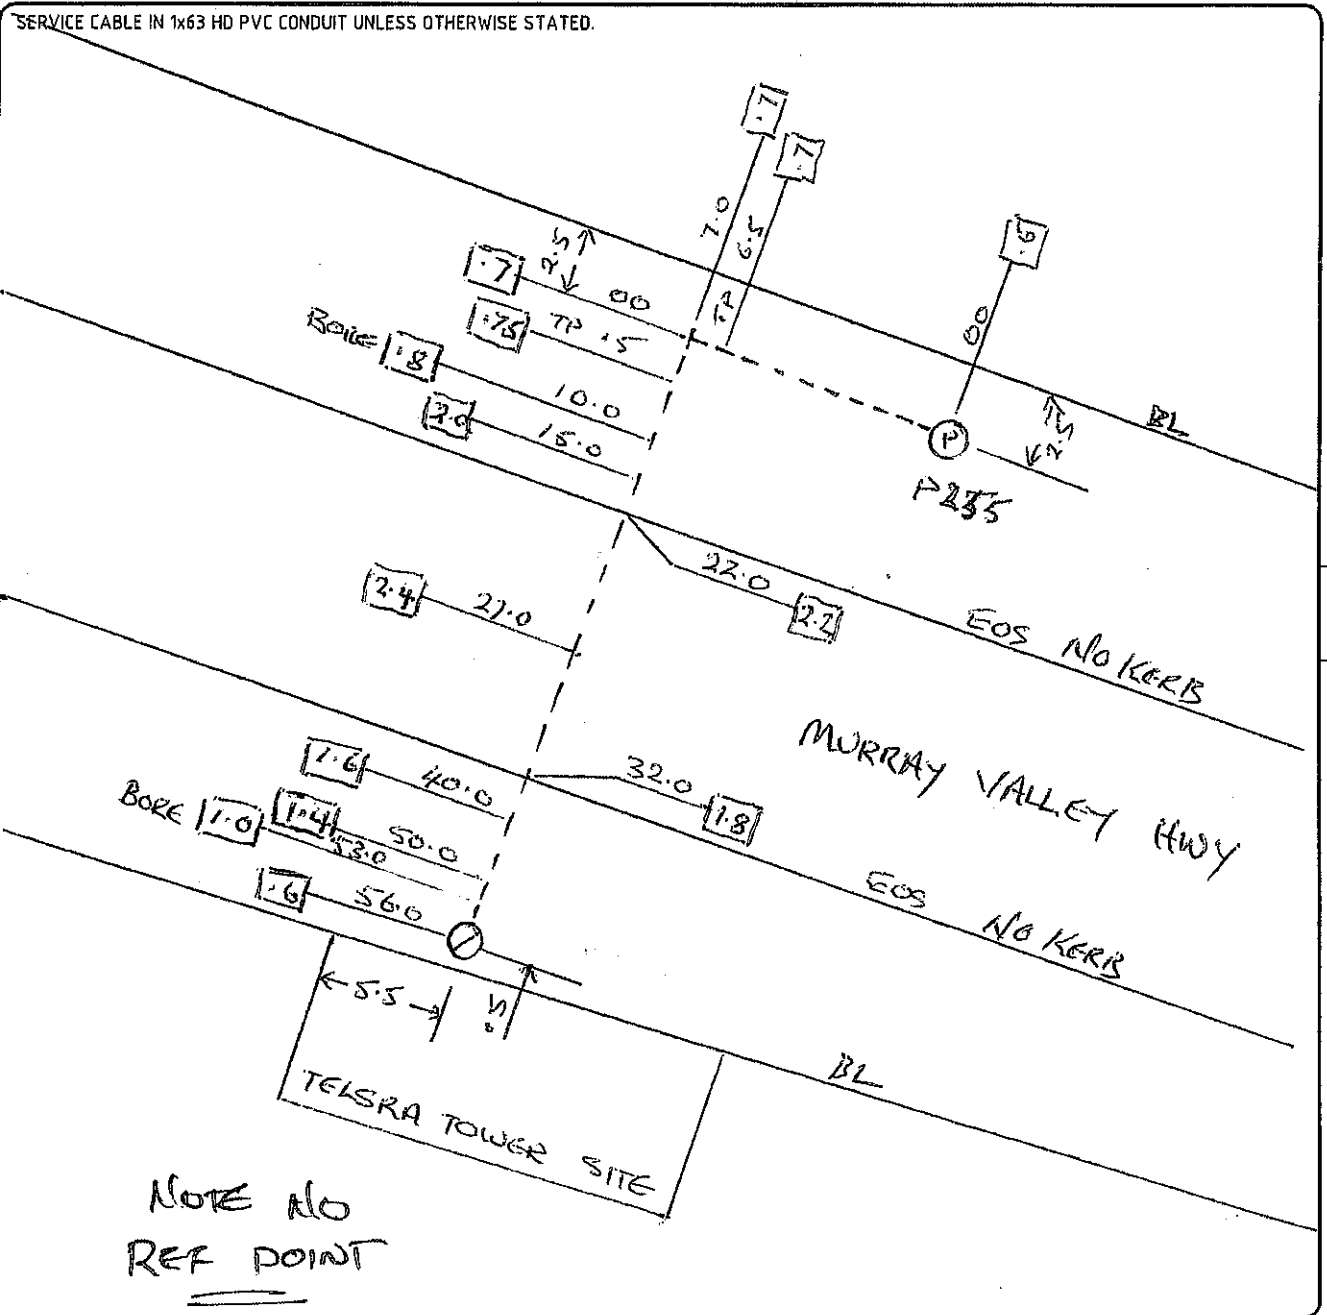 SERVICE CABLE IN 1x63 HD PVC CONDUIT UNLESS OTHERWISE STATED.
.7
.7
7.0
6.5
TP
.6
00
2.5
.7
00
.75 TP .5
BORE .8 10.0
2.0 15.0
2.5
BL
P
22.0 2.2
2.4 27.0
EOS NO KERB
MURRAY VALLEY HWY
32.0 1.8
1.6 40.0
1.4 50.0
BORE 1.0 53.0
.6 56.0
EOS NO KERB
5.5
.5
BL
TELSRA TOWER SITE
NOTE NO
REF POINT